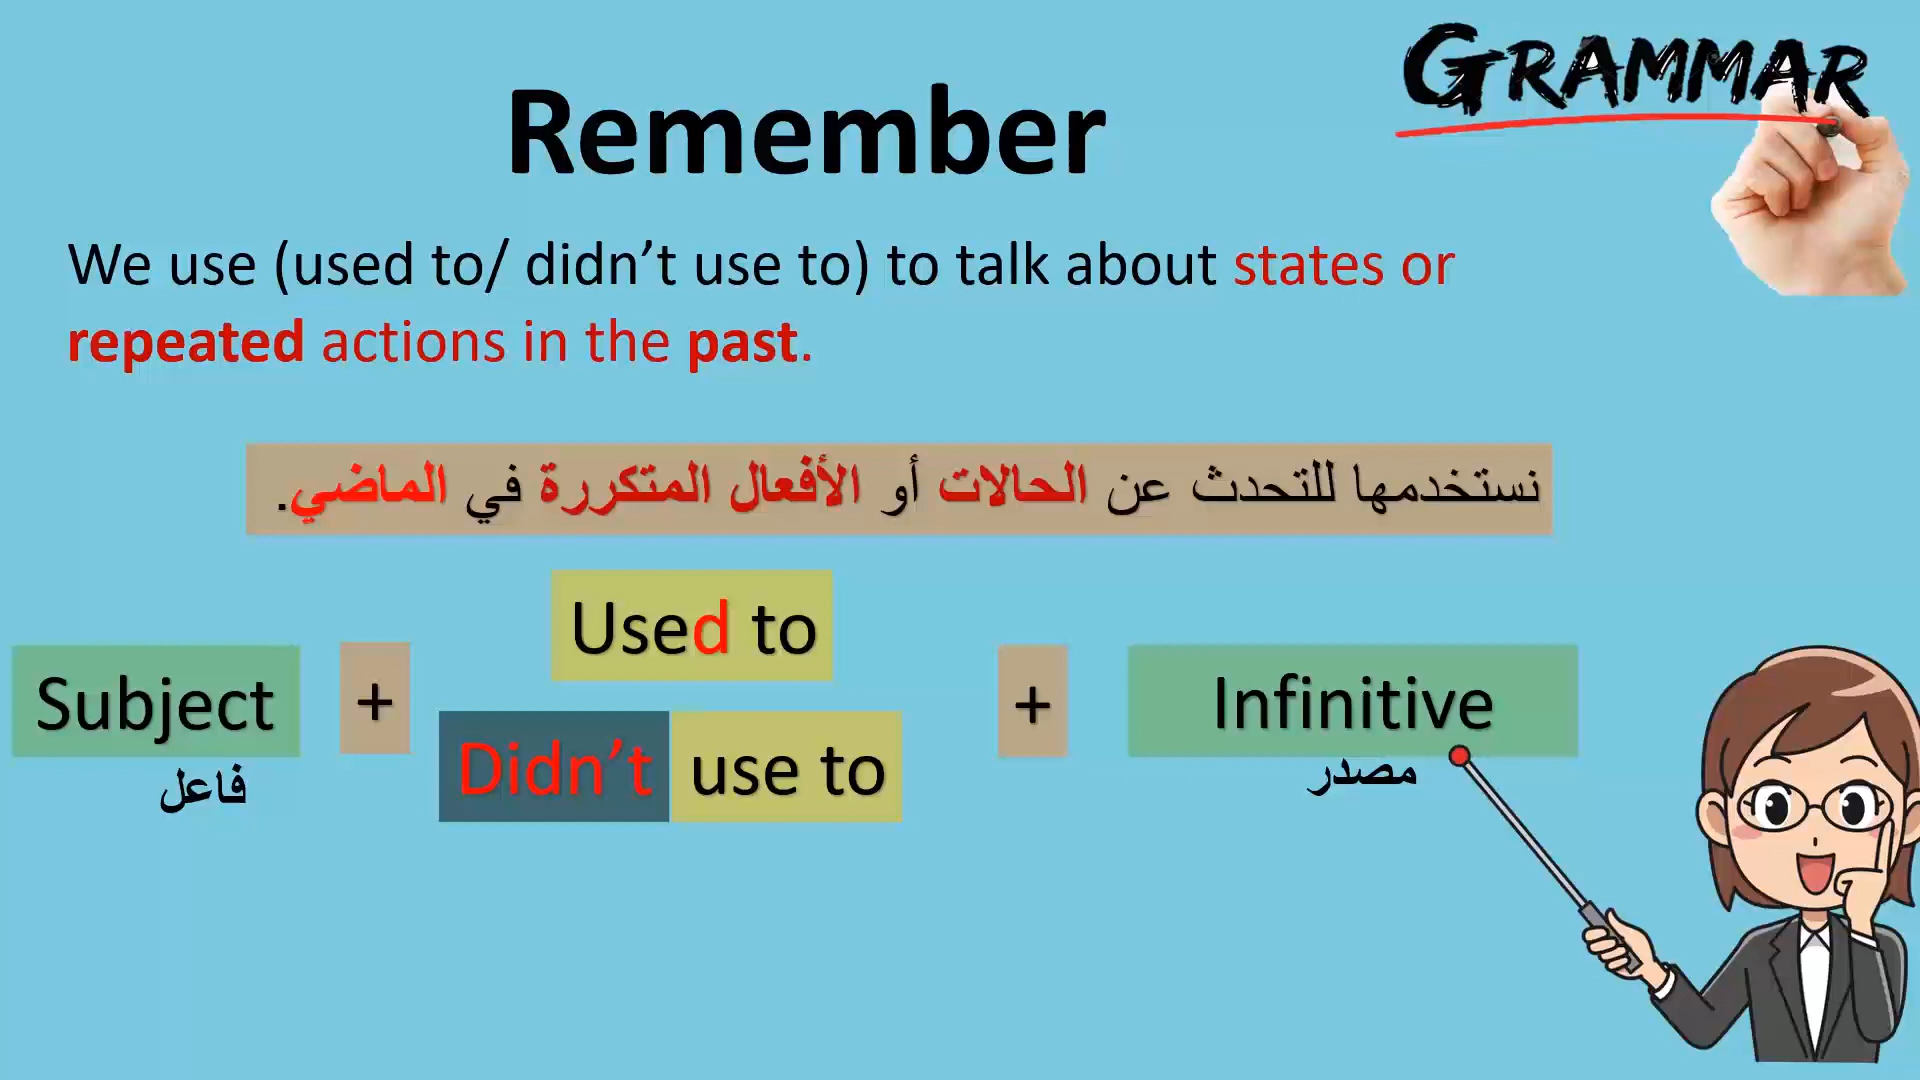 GRAMMAR
Remember
We use (used to/ didn’t use to) to talk about states or
repeated actions in the past.
نستخدمها للتحدث عن الحالات أو الأفعال المتكررة في الماضي.
Used to
Subject + + Infinitive
Didn’t use to
فاعل مصدر